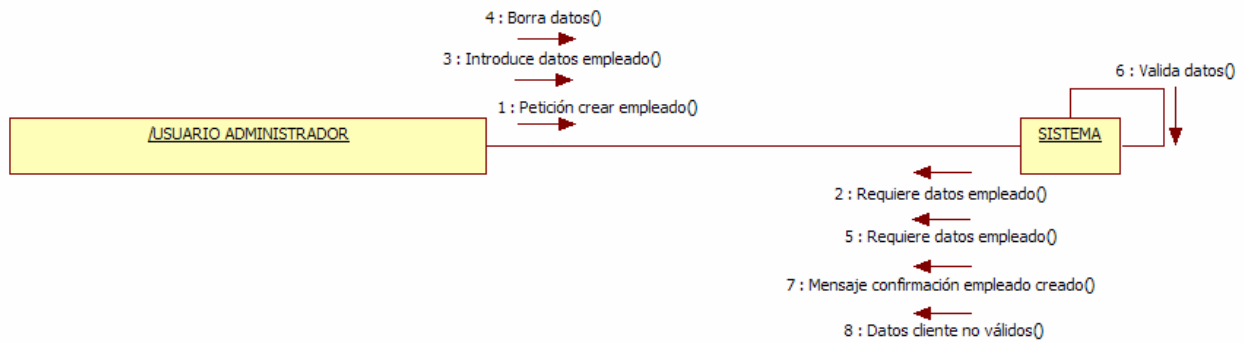 4 : Borra datos()
3 : Introduce datos empleado()
6 : Valida datos()
1 : Petición crear empleado()
/USUARIO ADMINISTRADOR
SISTEMA
2 : Requiere datos empleado()
5 : Requiere datos empleado()
7 : Mensaje confirmación empleado creado()
8 : Datos cliente no válidos()